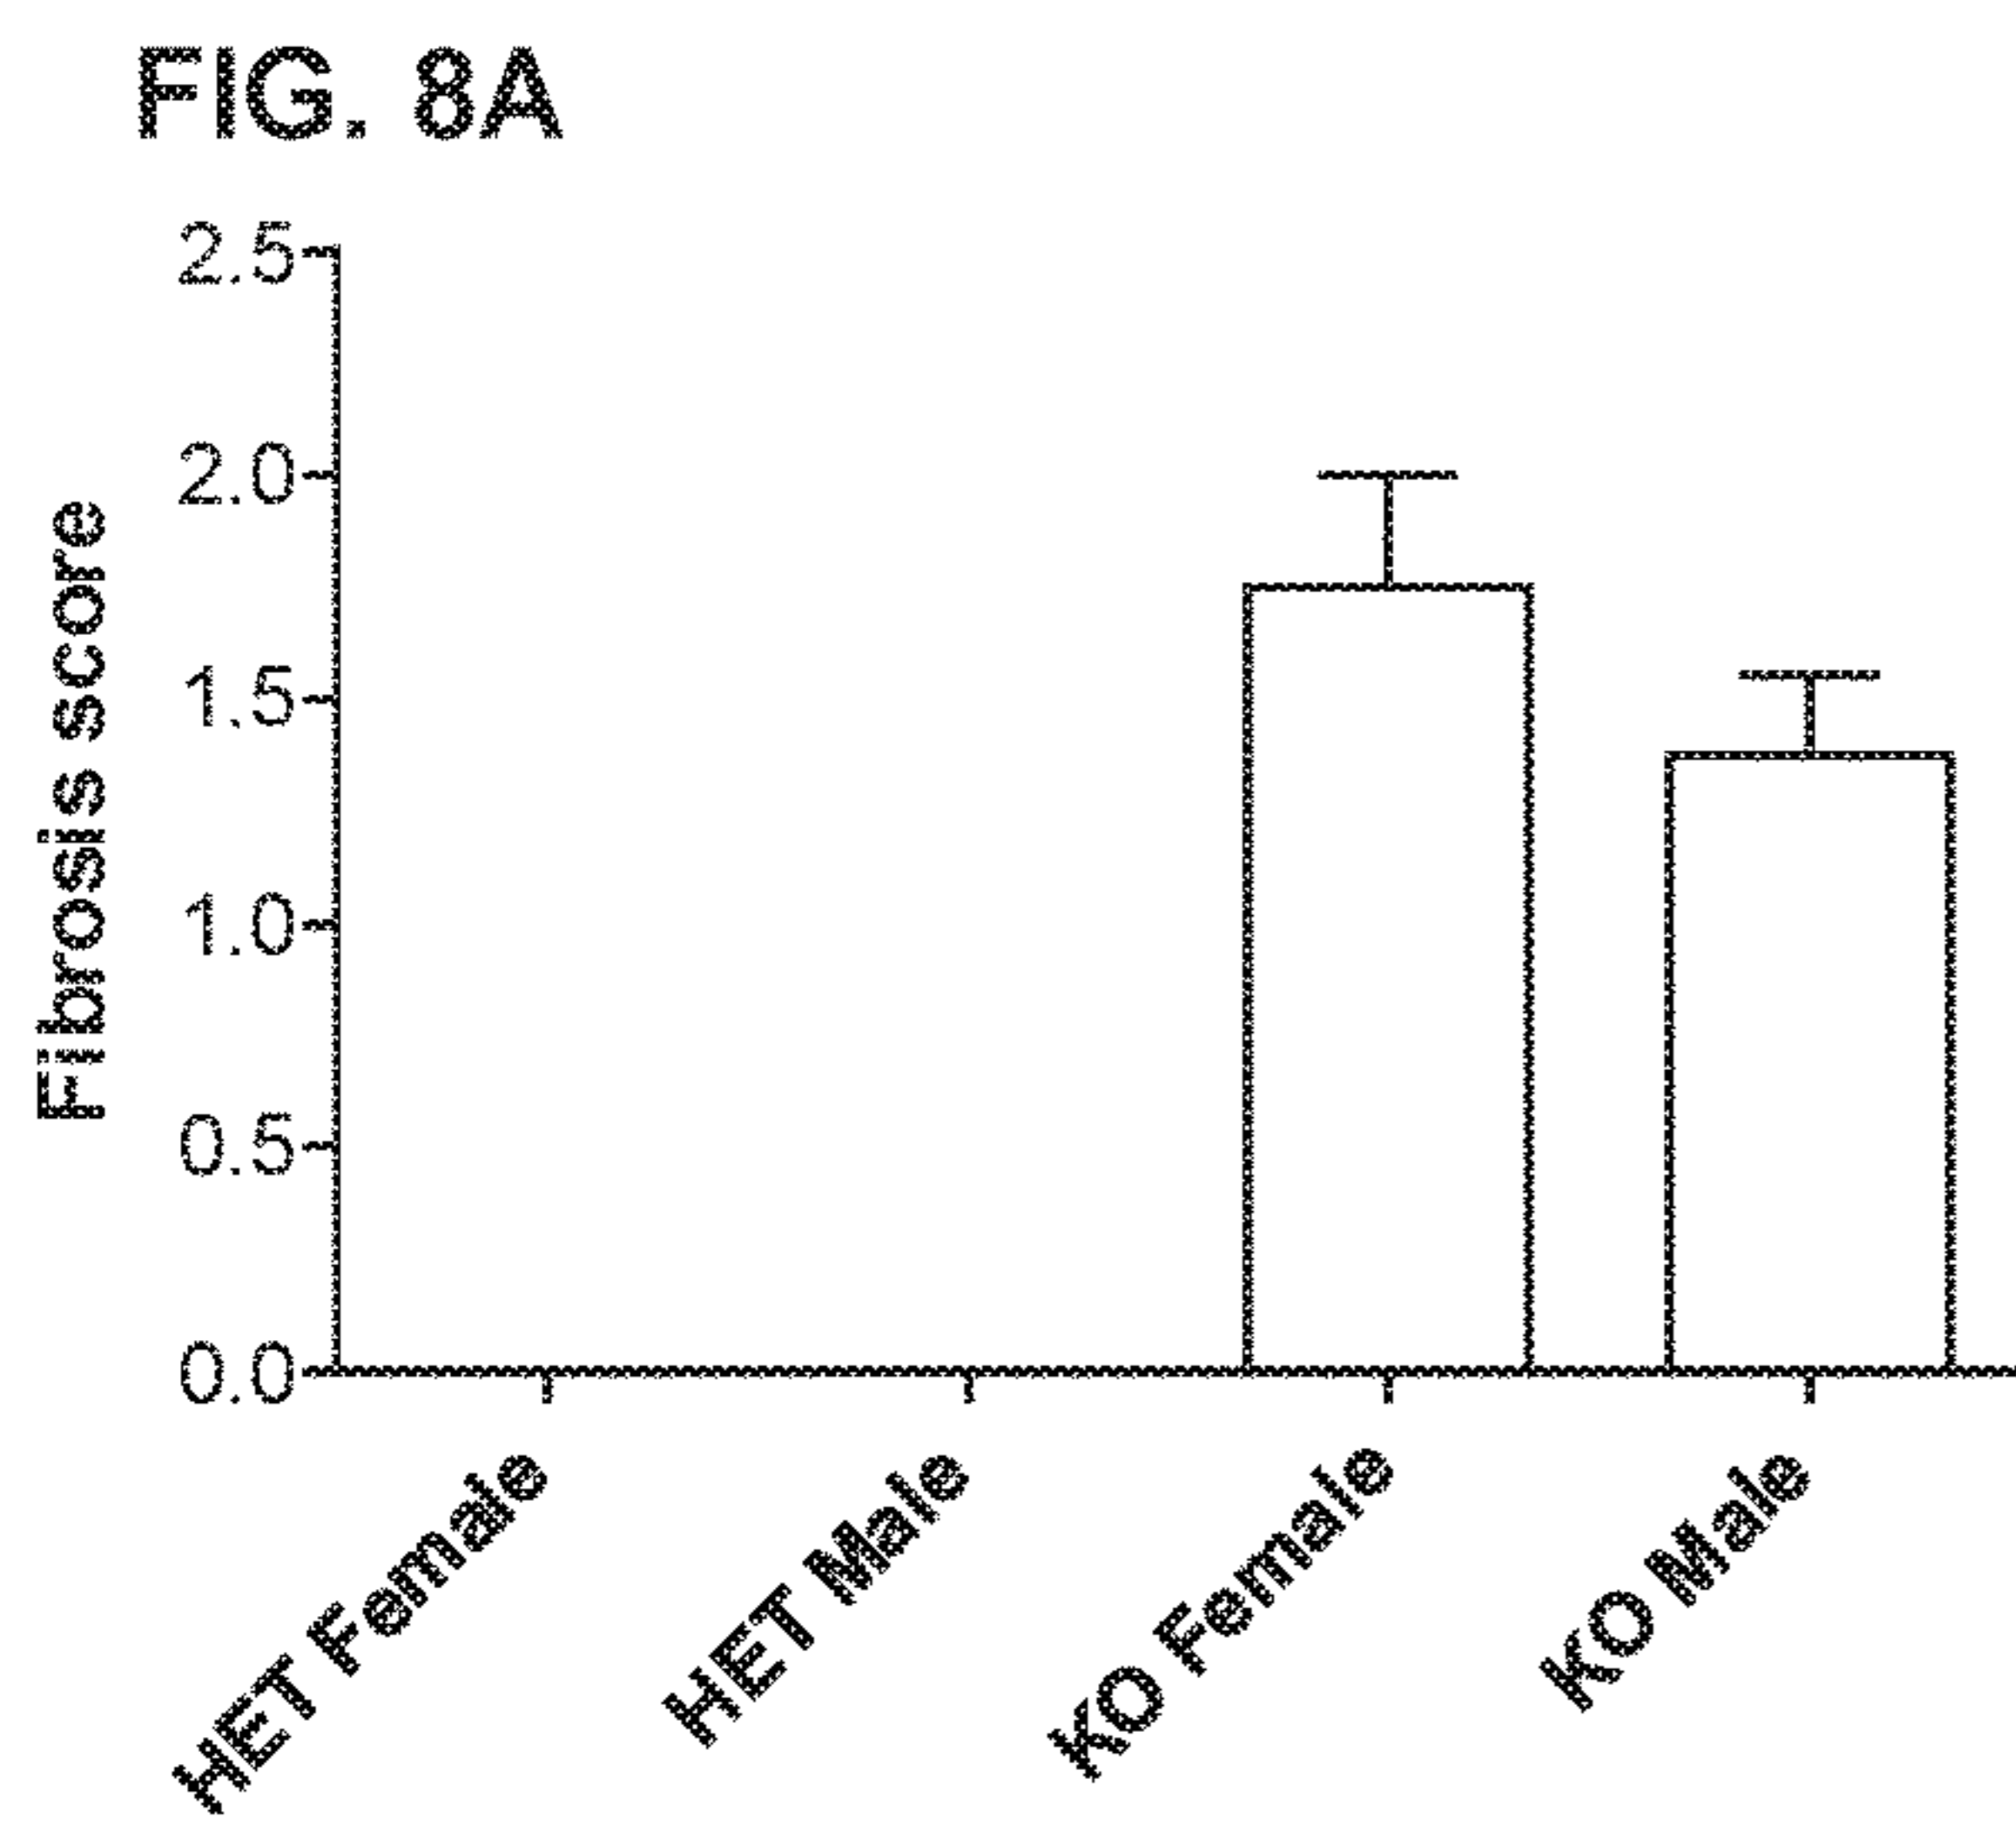 FIG. 8A
Fibrosis score
2.5
2.0
1.5
1.0
0.5
0.0
HET Female
HET Male
KO Female
KO Male